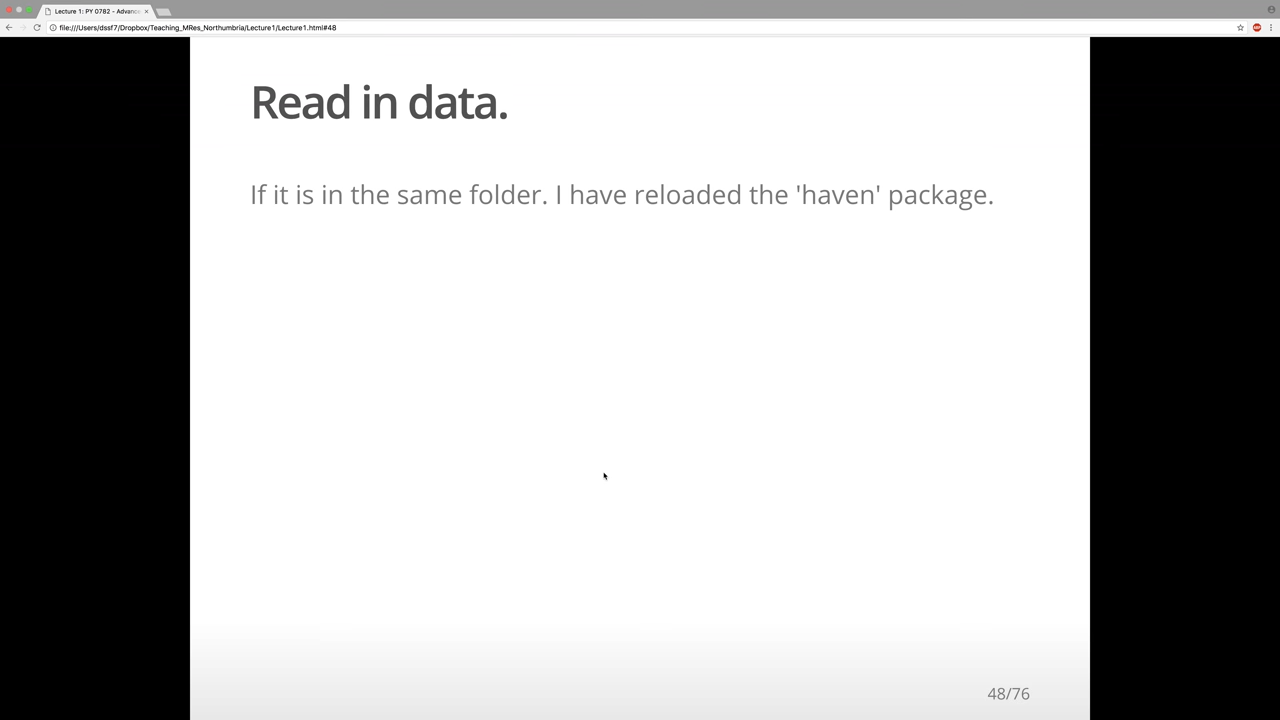 Lecture 1: PY 0782 - Advanc
file:///Users/dssf7/Dropbox/Teaching_MRes_Northumbria/Lecture1/Lecture1.html#48
Read in data.
If it is in the same folder. I have reloaded the 'haven' package.
48/76